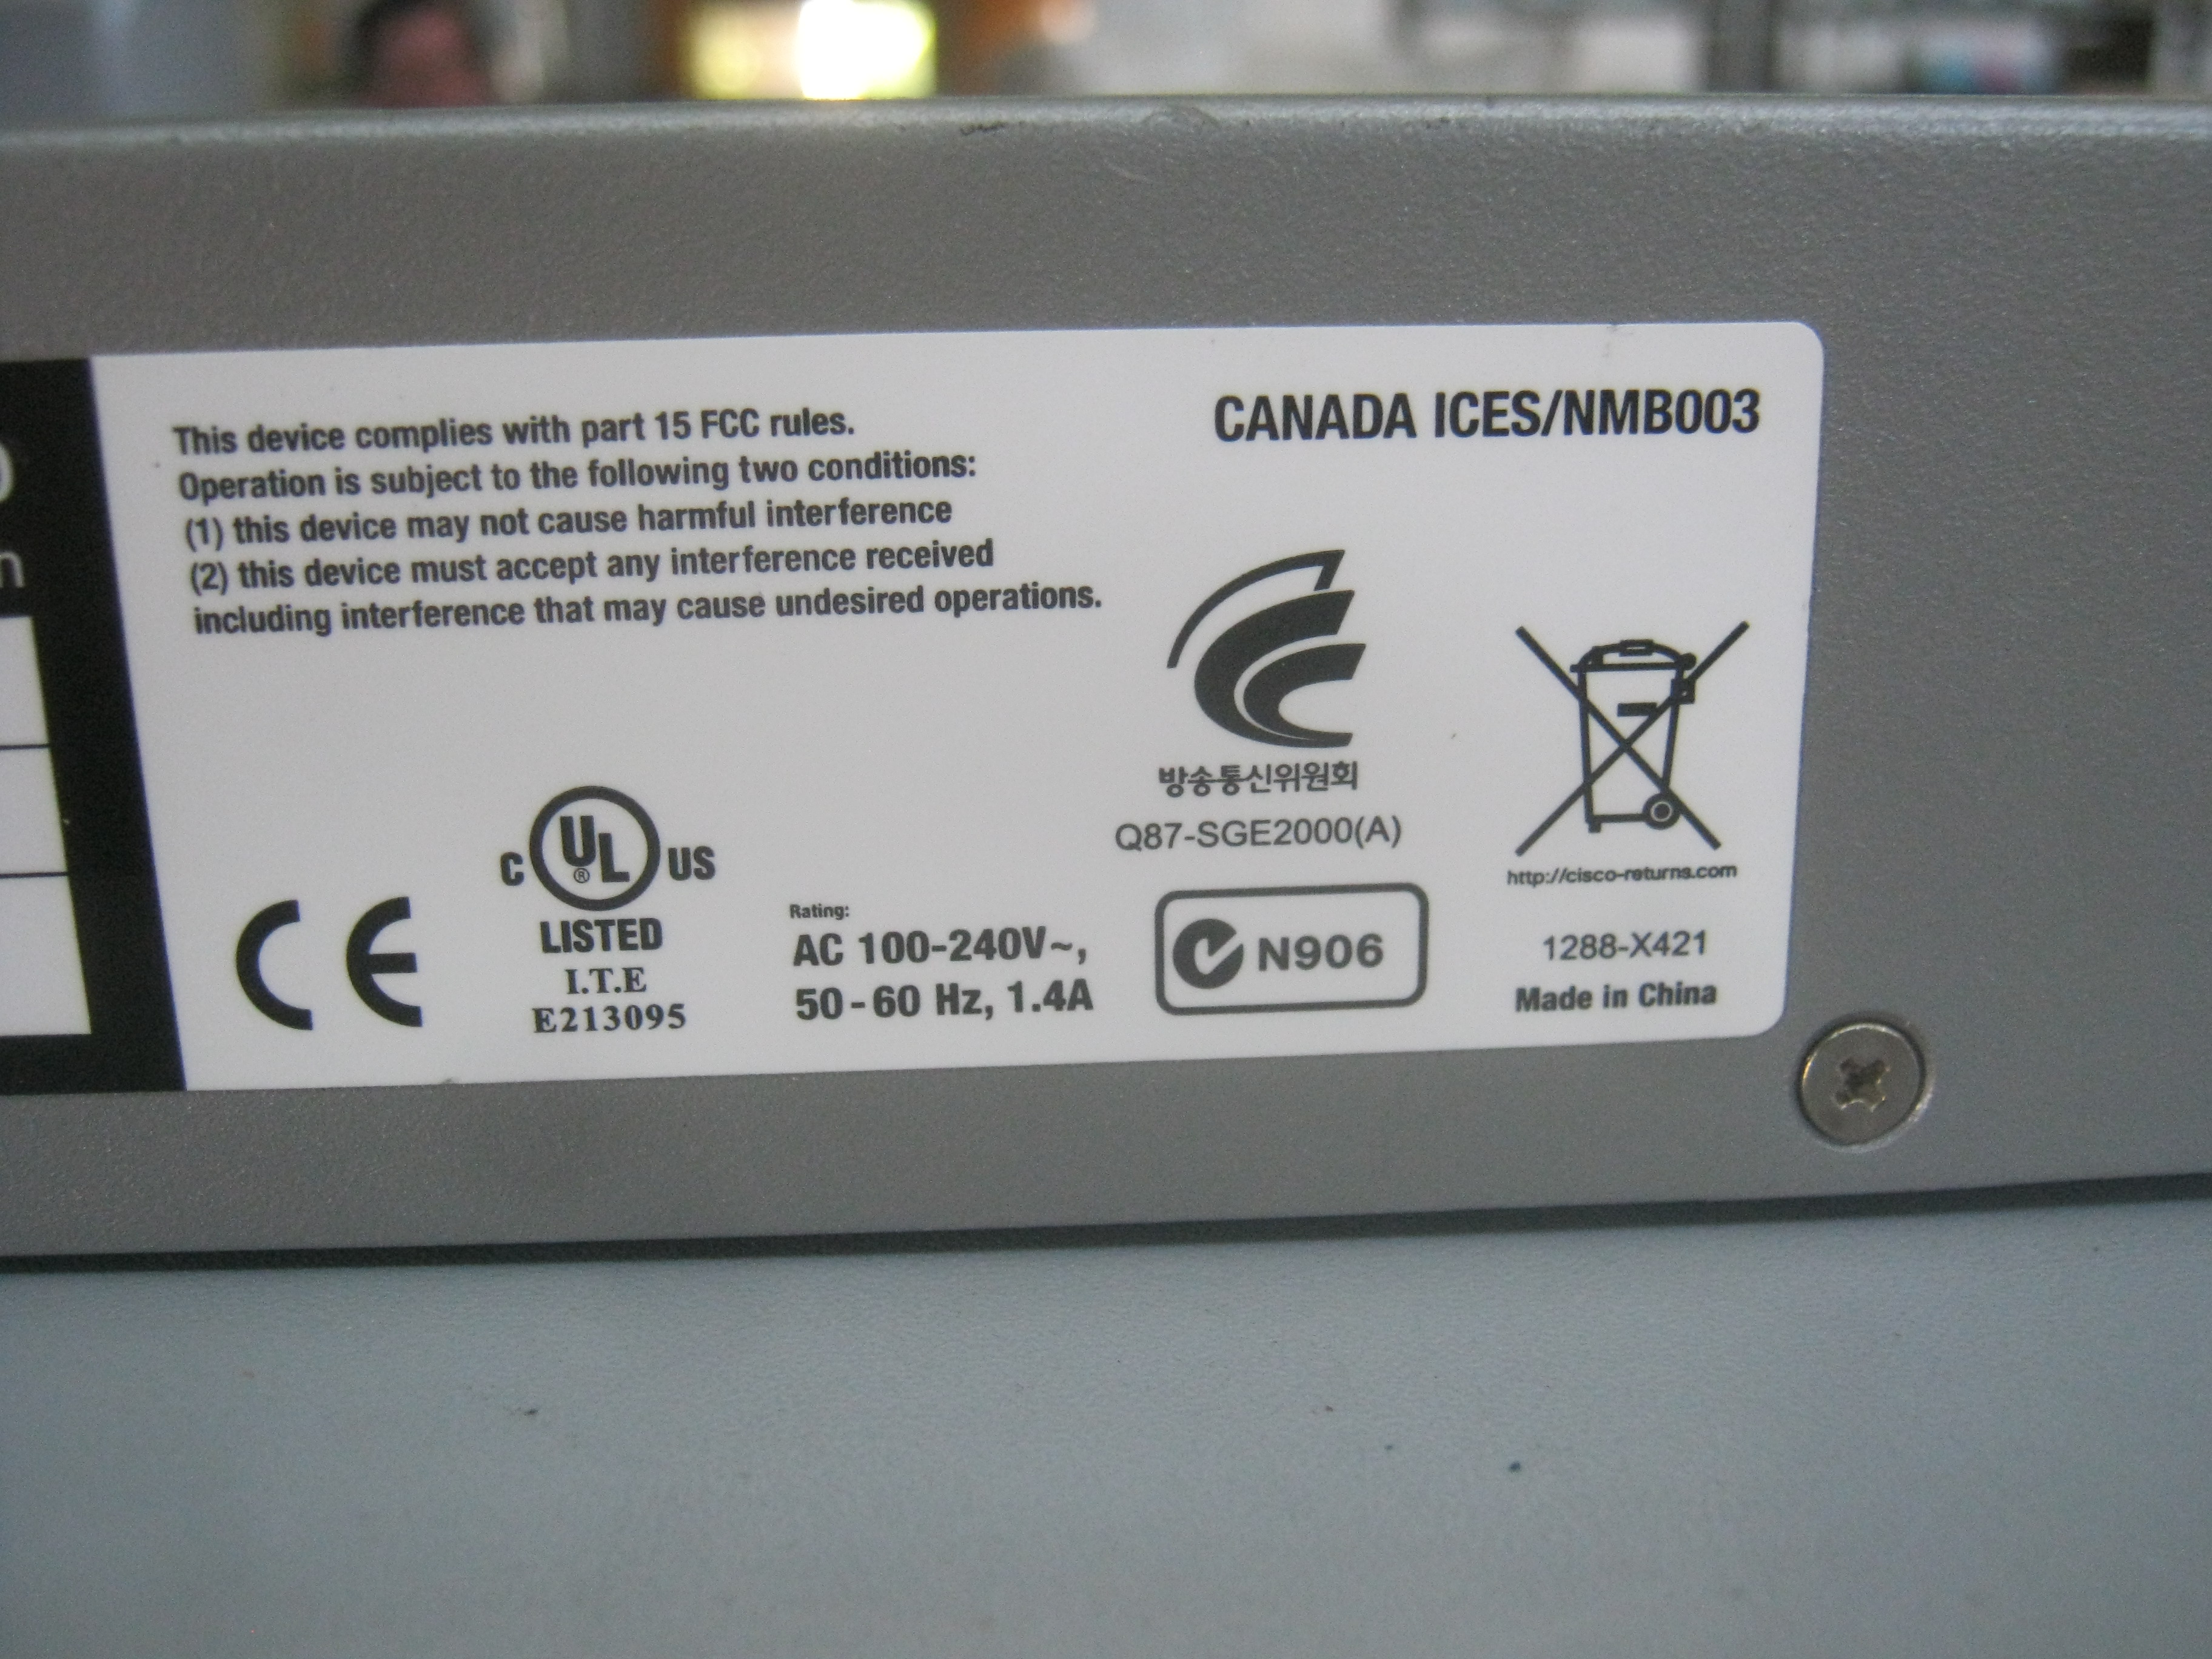 This device complies with part 15 FCC rules.
Operation is subject to the following two conditions:
(1) this device may not cause harmful interference
(2) this device must accept any interference received
including interference that may cause undesired operations.
CANADA ICES/NMB003
방송통신위원회
Q87-SGE2000(A)
http://cisco-returns.com
CE
C UL® US
LISTED
I.T.E
E213095
Rating:
AC 100-240V~,
50-60 Hz, 1.4A
N906
1288-X421
Made in China